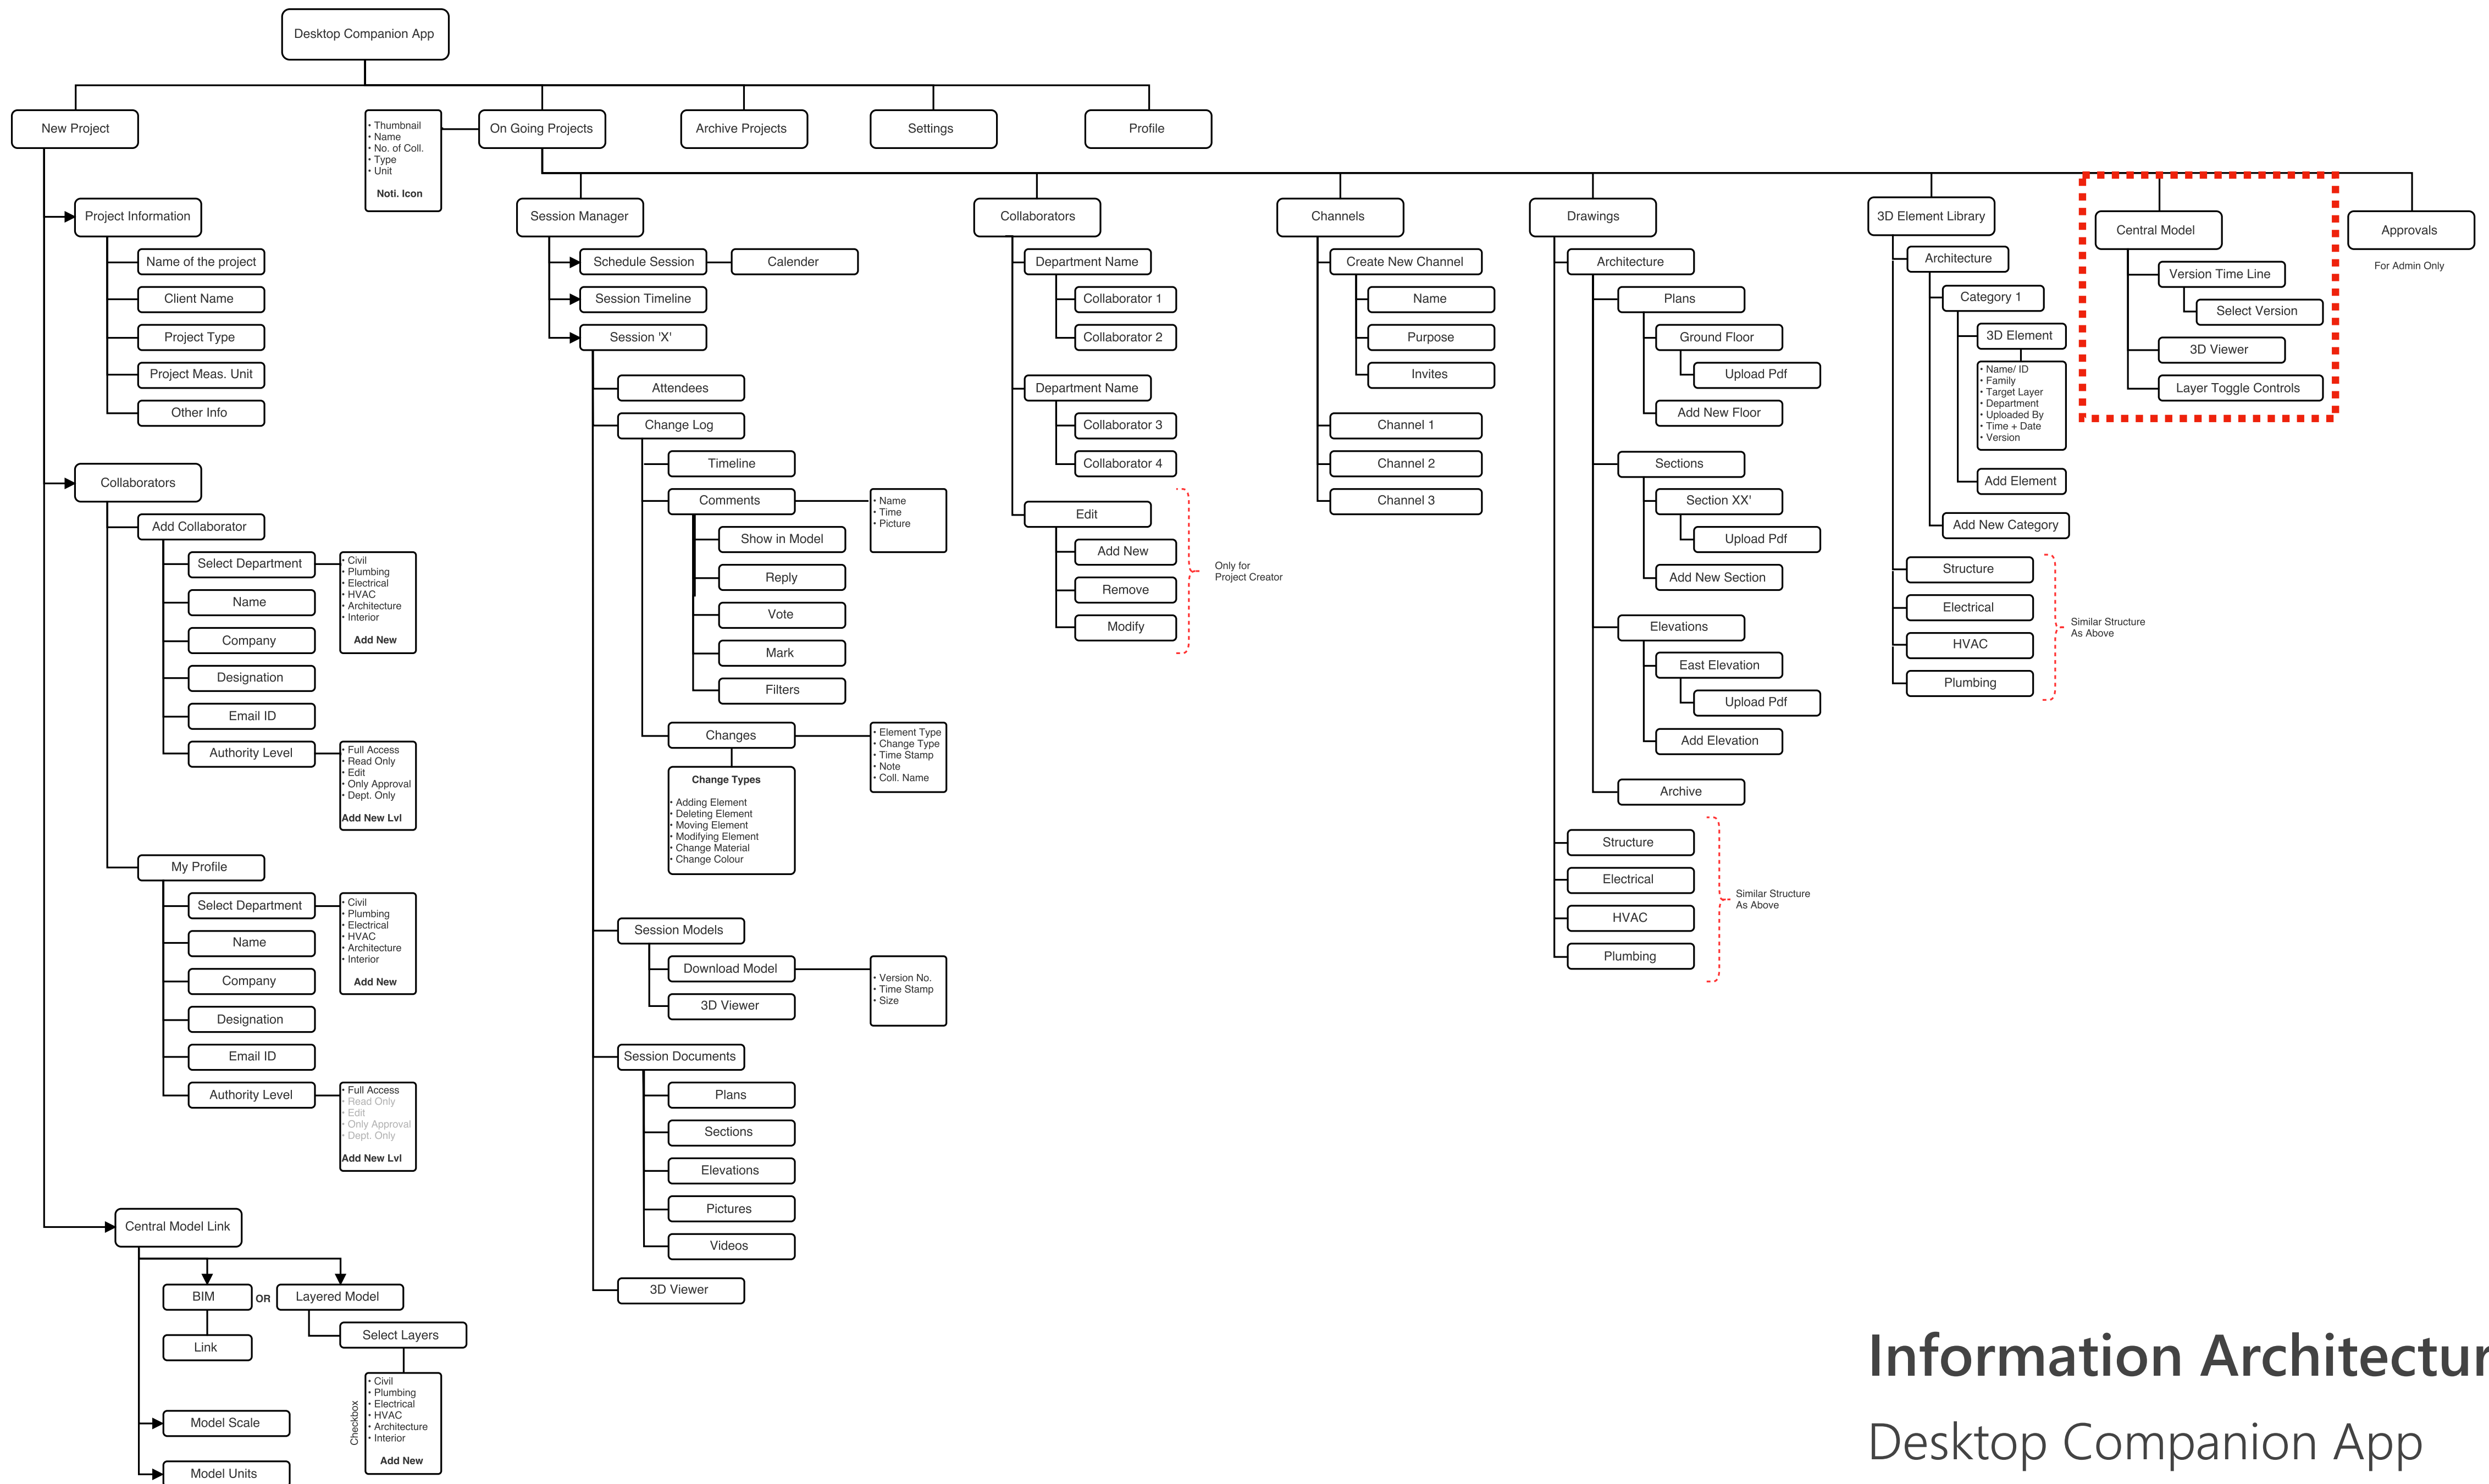 Desktop Companion App
New Project
• Thumbnail
• Name
• No. of Coll.
• Type
• Unit
Noti. Icon
On Going Projects
Archive Projects
Settings
Profile
Project Information
Name of the project
Client Name
Project Type
Project Meas. Unit
Other Info
Collaborators
Add Collaborator
Select Department
• Civil
• Plumbing
• Electrical
• HVAC
• Architecture
• Interior
Add New
Name
Company
Designation
Email ID
Authority Level
• Full Access
• Read Only
• Edit
• Only Approval
• Dept. Only
Add New Lvl
My Profile
Select Department
• Civil
• Plumbing
• Electrical
• HVAC
• Architecture
• Interior
Add New
Name
Company
Designation
Email ID
Authority Level
• Full Access
• Read Only
• Edit
• Only Approval
• Dept. Only
Add New Lvl
Central Model Link
BIM
OR
Layered Model
Link
Select Layers
Checkbox
• Civil
• Plumbing
• Electrical
• HVAC
• Architecture
• Interior
Add New
Model Scale
Model Units
Session Manager
Schedule Session
Calender
Session Timeline
Session 'X'
Attendees
Change Log
Timeline
Comments
• Name
• Time
• Picture
Show in Model
Reply
Vote
Mark
Filters
Changes
• Element Type
• Change Type
• Time Stamp
• Note
• Coll. Name
Change Types
• Adding Element
• Deleting Element
• Moving Element
• Modifying Element
• Change Material
• Change Colour
Session Models
Download Model
• Version No.
• Time Stamp
• Size
3D Viewer
Session Documents
Plans
Sections
Elevations
Pictures
Videos
3D Viewer
Collaborators
Department Name
Collaborator 1
Collaborator 2
Department Name
Collaborator 3
Collaborator 4
Edit
Add New
Remove
Modify
Only for
Project Creator
Channels
Create New Channel
Name
Purpose
Invites
Channel 1
Channel 2
Channel 3
Drawings
Architecture
Plans
Ground Floor
Upload Pdf
Add New Floor
Sections
Section XX'
Upload Pdf
Add New Section
Elevations
East Elevation
Upload Pdf
Add Elevation
Archive
Structure
Electrical
HVAC
Plumbing
Similar Structure
As Above
3D Element Library
Architecture
Category 1
3D Element
• Name/ ID
• Family
• Target Layer
• Department
• Uploaded By
• Time + Date
• Version
Add Element
Add New Category
Structure
Electrical
HVAC
Plumbing
Similar Structure
As Above
Central Model
Version Time Line
Select Version
3D Viewer
Layer Toggle Controls
Approvals
For Admin Only
Information Architectur
Desktop Companion App